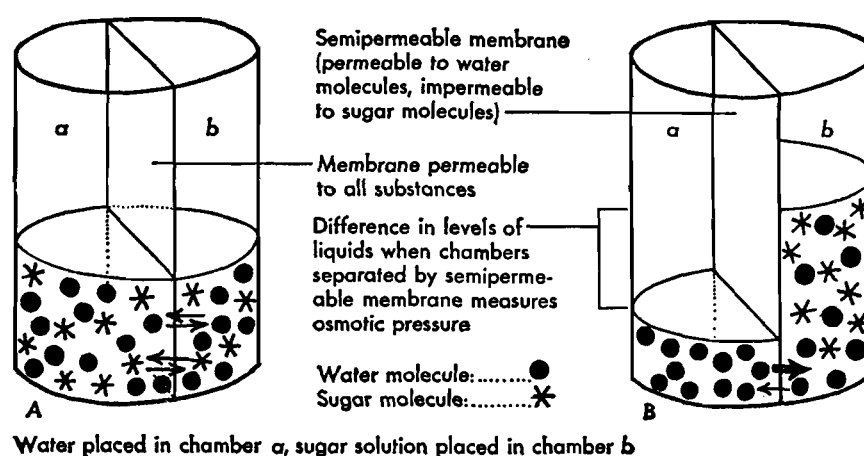 a
b
Semipermeable membrane
(permeable to water
molecules, impermeable
to sugar molecules)
Membrane permeable
to all substances
Difference in levels of
liquids when chambers
separated by semiperme-
able membrane measures
osmotic pressure
Water molecule:.........
Sugar molecule:.........
A
a
b
B
Water placed in chamber a, sugar solution placed in chamber b